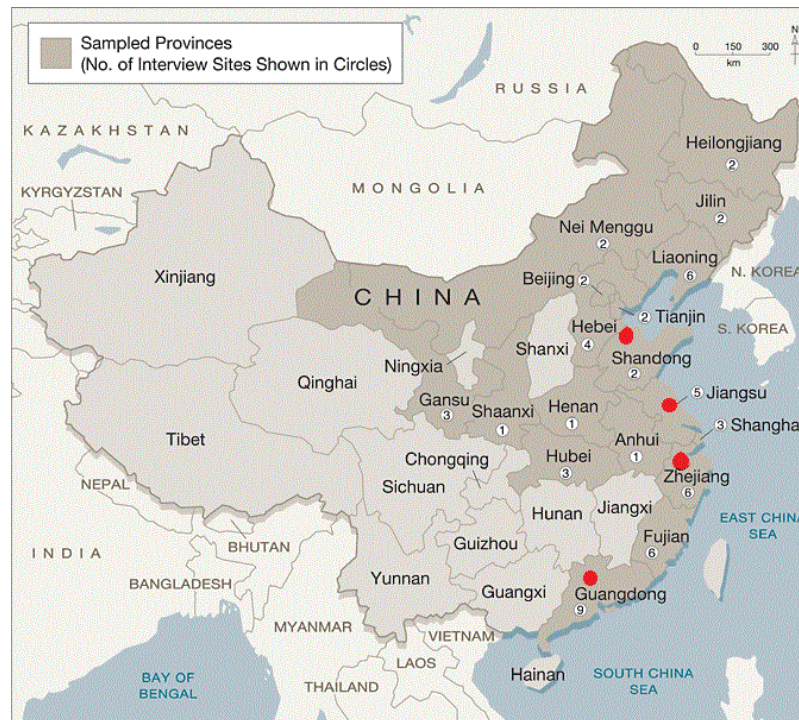 Sampled Provinces
(No. of Interview Sites Shown in Circles)
N
0 150 300
km
RUSSIA
KAZAKHSTAN
Heilongjiang
2
KYRGYZSTAN
MONGOLIA
Jilin
2
Nei Menggu
2
Liaoning
6
Xinjiang
Beijing 2
N. KOREA
CHINA
2 Tianjin
Hebei
4
S. KOREA
Shanxi
Shandong
2
Ningxia
Qinghai
Gansu
3
Shaanxi
1
Henan
1
5 Jiangsu
3 Shangha
Tibet
Anhui
1
Hubei
3
Chongqing
Zhejiang
6
Sichuan
NEPAL
Hunan
Jiangxi
EAST CHINA
SEA
BHUTAN
Guizhou
Fujian
6
INDIA
BANGLADESH
Yunnan
Guangxi
Guangdong
9
MYANMAR
VIETNAM
LAOS
BAY OF
BENGAL
Hainan
SOUTH CHINA
SEA
THAILAND